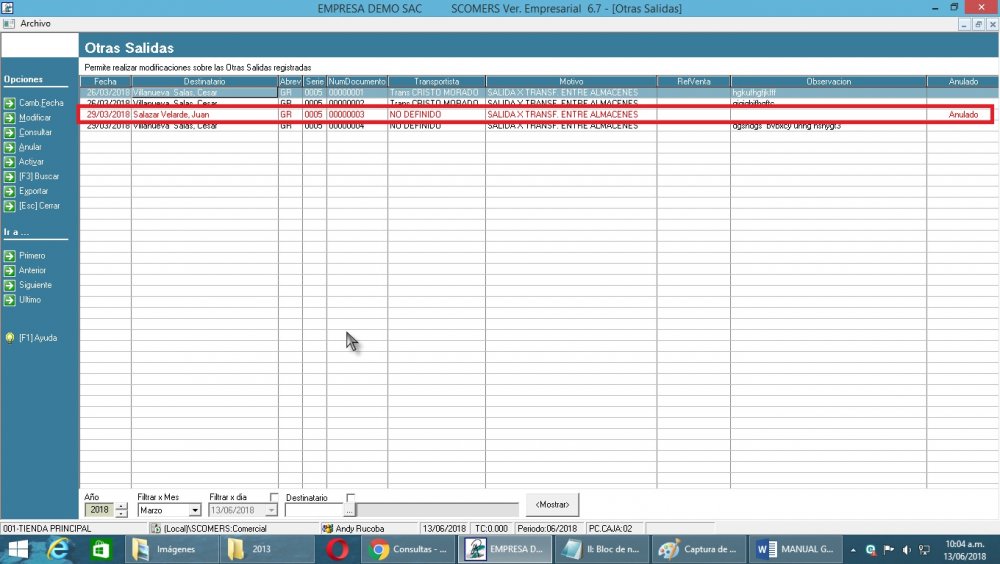 EMPRESA DEMO SAC SCOMERS Ver. Empresarial 6.7 - [Otras Salidas]
Archivo
Otras Salidas
Permite realizar modificaciones sobre las Otras Salidas registradas
Opciones
Camb.Fecha
Modificar
Consultar
Anular
Activar
[F3] Buscar
Exportar
[Esc] Cerrar
Ir a ...
Primero
Anterior
Siguiente
Ultimo
[F1] Ayuda
Fecha Destinatario Abrev Serie NumDocumento Transportista Motivo RefVenta Observacion Anulado
26/03/2018 Villanueva Salas, Cesar GR 0005 00000001 Trans CRISTO MORADO SALIDA X TRANSF. ENTRE ALMACENES
26/03/2018 Villanueva Salas, Cesar GR 0005 00000002 Trans CRISTO MORADO SALIDA X TRANSF. ENTRE ALMACENES
29/03/2018 Salazar Velarde, Juan GR 0005 00000003 NO DEFINIDO SALIDA X TRANSF. ENTRE ALMACENES Anulado
29/03/2018 Villanueva Salas, Cesar GR 0005 00000004 NO DEFINIDO SALIDA X TRANSF. ENTRE ALMACENES
Año Filtrar x Mes Filtrar x dia Destinatario
2018 Marzo 13/06/2018 ... <Mostrar>
001-TIENDA PRINCIPAL (Local)\SCOMERS:Comercial Andy Rucoba 13/06/2018 TC:0.000 Periodo:06/2018 PC.CAJA:02
Imágenes 2013 Consultas - ... EMPRESA D... II: Bloc de n... Captura de ... MANUAL G... 10:04 a.m.
13/06/2018